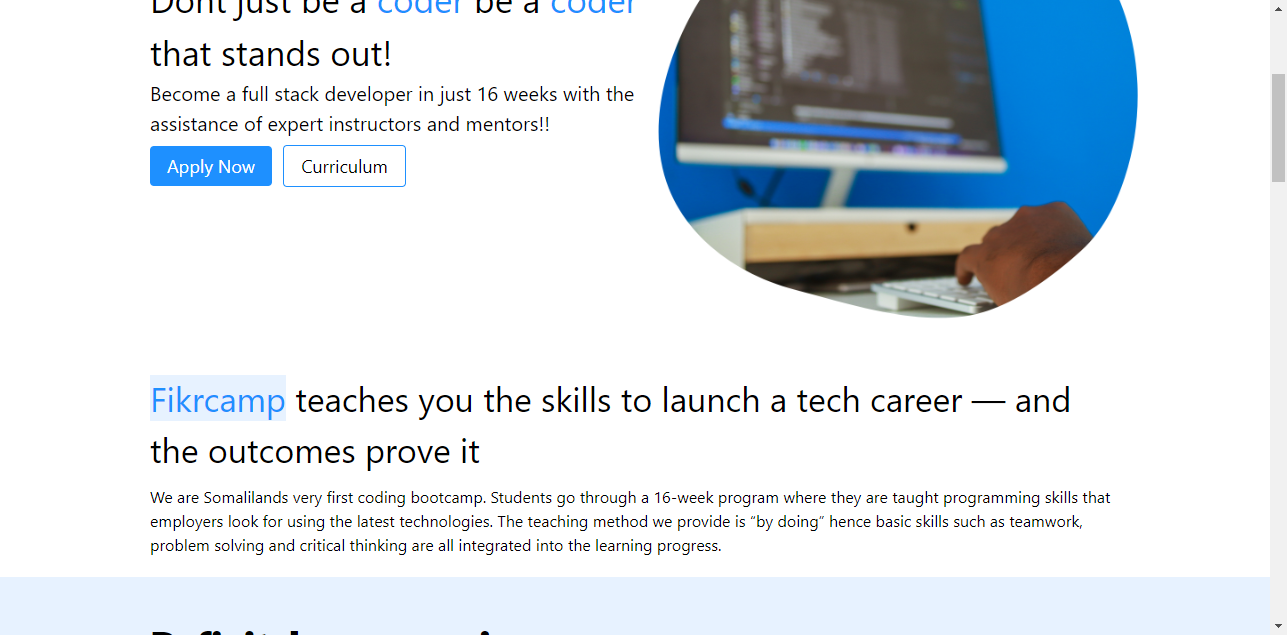 Dont just be a coder be a coder
that stands out!
Become a full stack developer in just 16 weeks with the
assistance of expert instructors and mentors!!
Apply Now
Curriculum
Fikrcamp teaches you the skills to launch a tech career — and
the outcomes prove it
We are Somalilands very first coding bootcamp. Students go through a 16-week program where they are taught programming skills that
employers look for using the latest technologies. The teaching method we provide is “by doing” hence basic skills such as teamwork,
problem solving and critical thinking are all integrated into the learning progress.